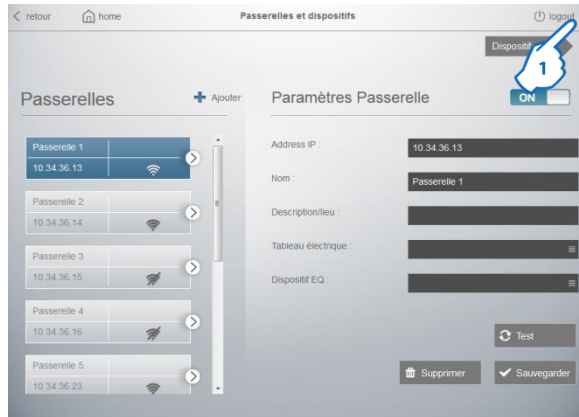 retour
home
Passerelles et dispositifs
logout
Dispositif
1
Passerelles
Ajouter
Paramètres Passerelle
ON
Passerelle 1
10.34.36.13
Passerelle 2
10.34.36.14
Passerelle 3
10.34.36.15
Passerelle 4
10.34.36.16
Passerelle 5
10.34.36.23
Address IP :
10.34.36.13
Nom :
Passerelle 1
Description/lieu :
Tableau électrique :
Dispositif EQ :
Test
Supprimer
Sauvegarder